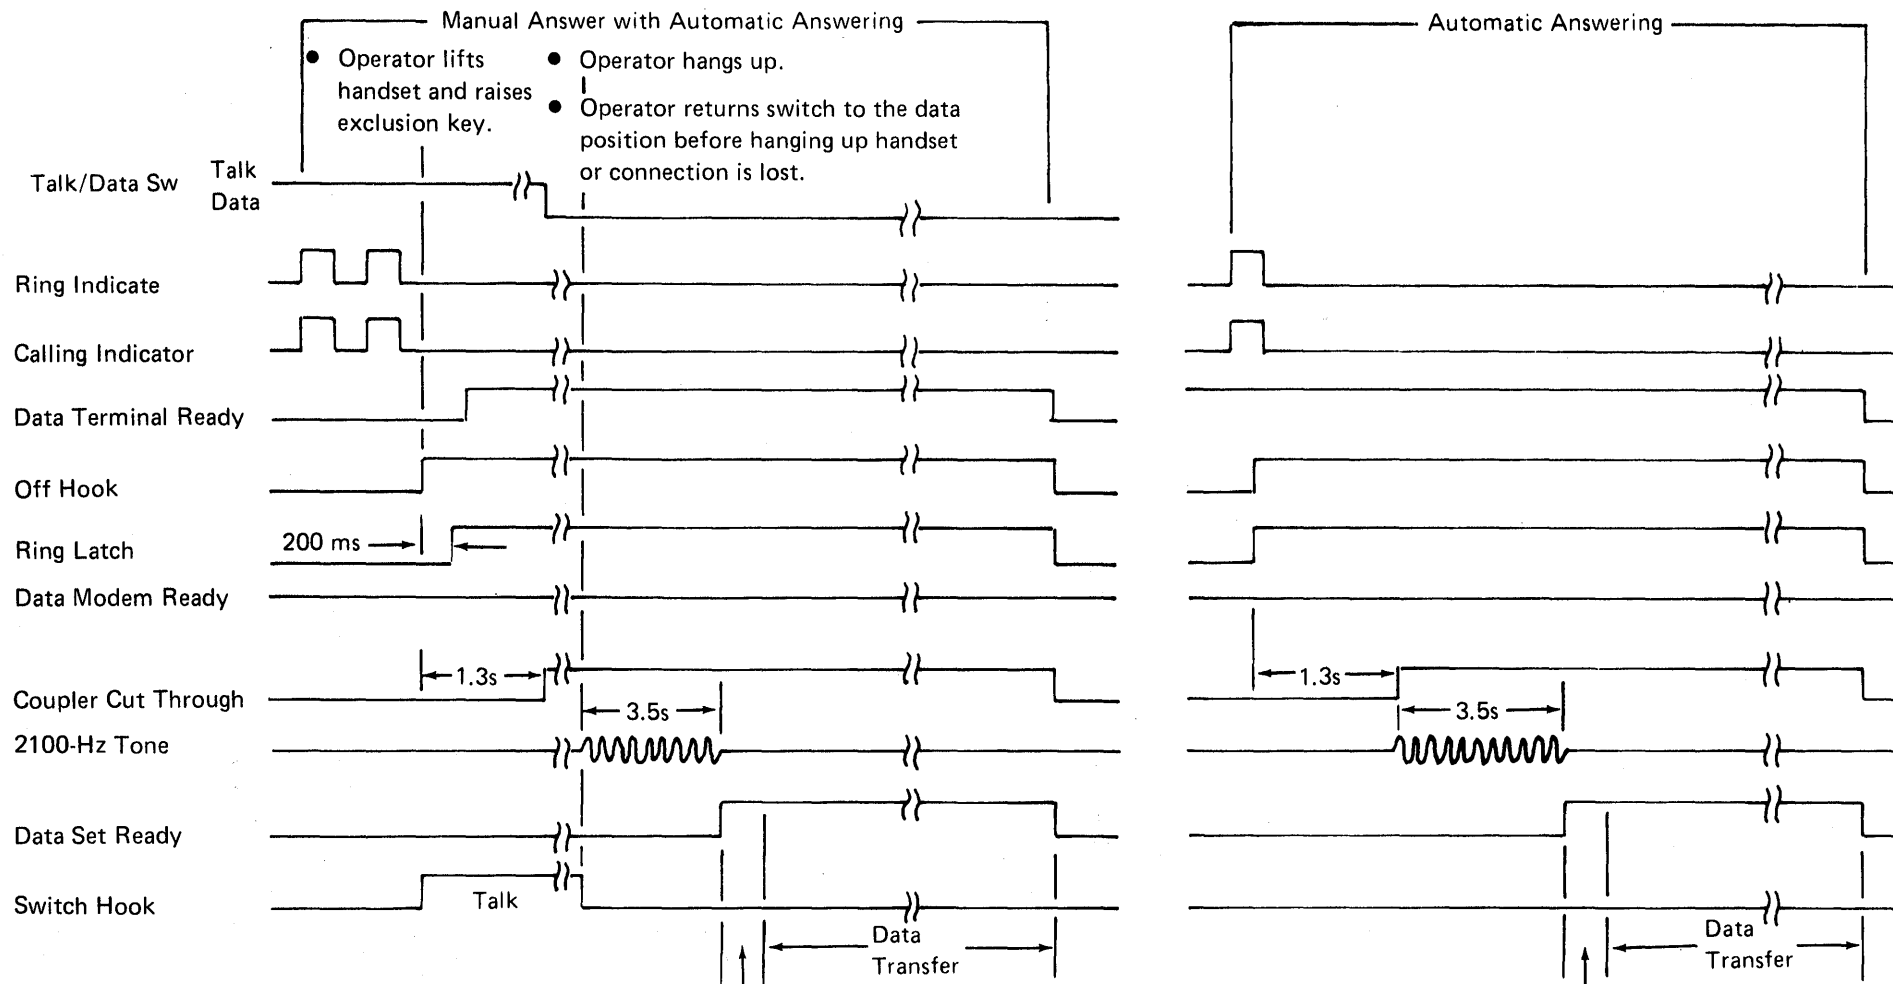 Manual Answer with Automatic Answering
Automatic Answering
● Operator lifts
handset and raises
exclusion key.
● Operator hangs up.
● Operator returns switch to the data
position before hanging up handset
or connection is lost.
Talk/Data Sw
Talk
Data
Ring Indicate
Calling Indicator
Data Terminal Ready
Off Hook
Ring Latch
200 ms
Data Modem Ready
Coupler Cut Through
1.3s
1.3s
3.5s
3.5s
2100-Hz Tone
Data Set Ready
Switch Hook
Talk
Data
Transfer
Data
Transfer